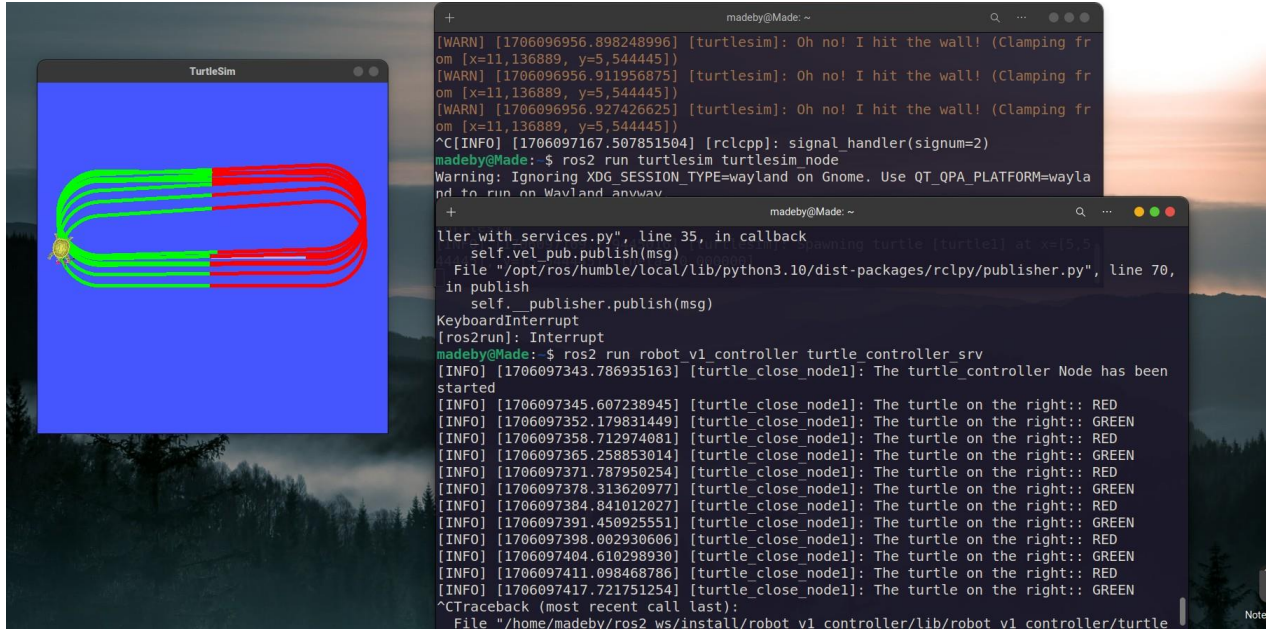 TurtleSim
madeby@Made: ~
[WARN] [1706096956.898248996] [turtlesim]: Oh no! I hit the wall! (Clamping fr
om [x=11,136889, y=5,544445])
[WARN] [1706096956.911956875] [turtlesim]: Oh no! I hit the wall! (Clamping fr
om [x=11,136889, y=5,544445])
[WARN] [1706096956.927426625] [turtlesim]: Oh no! I hit the wall! (Clamping fr
om [x=11,136889, y=5,544445])
^C[INFO] [1706097167.507851504] [rclcpp]: signal_handler(signum=2)
madeby@Made:~$ ros2 run turtlesim turtlesim_node
Warning: Ignoring XDG_SESSION_TYPE=wayland on Gnome. Use QT_QPA_PLATFORM=wayla
nd to run on Wayland anyway
madeby@Made: ~
ller_with_services.py", line 35, in callback
self.vel_pub.publish(msg)
File "/opt/ros/humble/local/lib/python3.10/dist-packages/rclpy/publisher.py", line 70,
in publish
self.__publisher.publish(msg)
KeyboardInterrupt
[ros2run]: Interrupt
madeby@Made:~$ ros2 run robot_v1_controller turtle_controller_srv
[INFO] [1706097343.786935163] [turtle_close_node1]: The turtle_controller Node has been
started
[INFO] [1706097345.607238945] [turtle_close_node1]: The turtle on the right:: RED
[INFO] [1706097352.179831449] [turtle_close_node1]: The turtle on the right:: GREEN
[INFO] [1706097358.712974081] [turtle_close_node1]: The turtle on the right:: RED
[INFO] [1706097365.258853014] [turtle_close_node1]: The turtle on the right:: GREEN
[INFO] [1706097371.787950254] [turtle_close_node1]: The turtle on the right:: RED
[INFO] [1706097378.313620977] [turtle_close_node1]: The turtle on the right:: GREEN
[INFO] [1706097384.841012027] [turtle_close_node1]: The turtle on the right:: RED
[INFO] [1706097391.450925551] [turtle_close_node1]: The turtle on the right:: GREEN
[INFO] [1706097398.002930606] [turtle_close_node1]: The turtle on the right:: RED
[INFO] [1706097404.610298930] [turtle_close_node1]: The turtle on the right:: GREEN
[INFO] [1706097411.098468786] [turtle_close_node1]: The turtle on the right:: RED
[INFO] [1706097417.721751254] [turtle_close_node1]: The turtle on the right:: GREEN
^CTraceback (most recent call last):
File "/home/madeby/ros2_ws/install/robot_v1_controller/lib/robot_v1_controller/turtle
Note